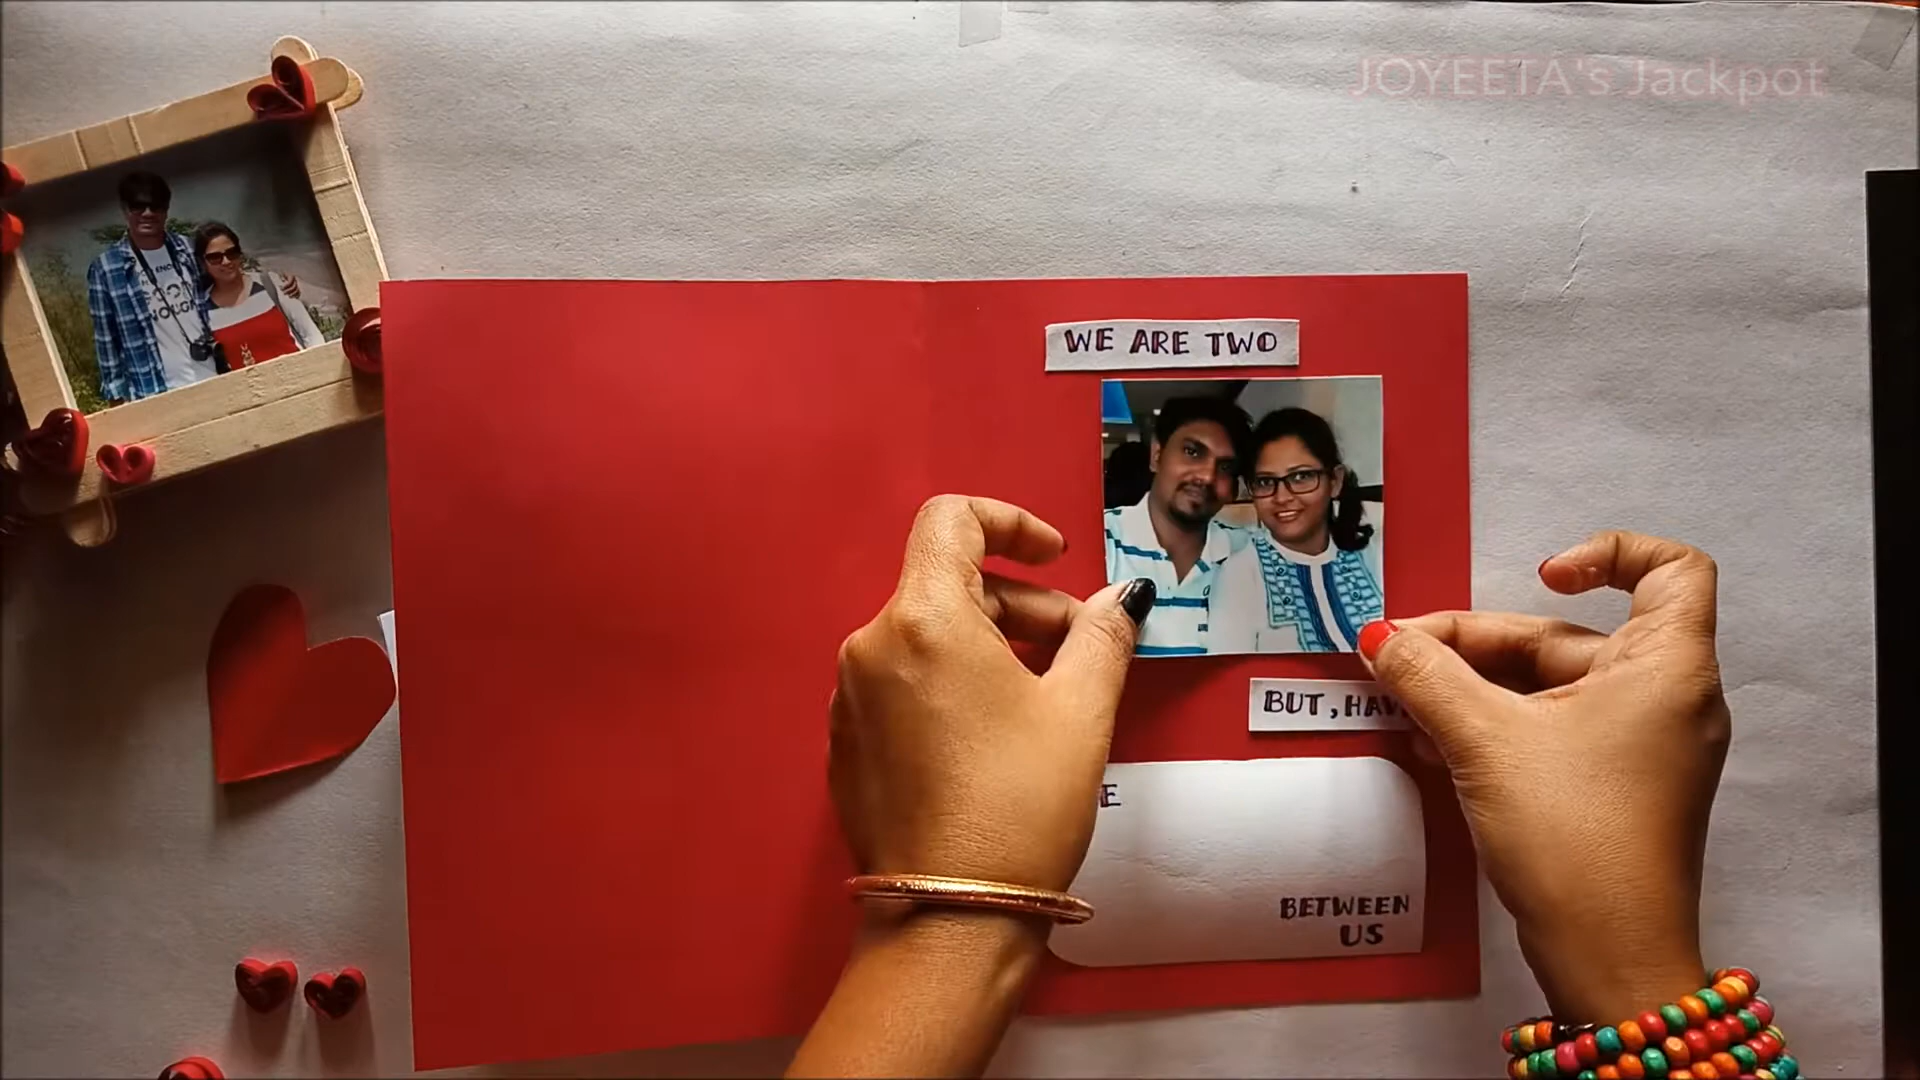 JOYEETA's Jackpot
WE ARE TWO
BUT, HAV
E
BETWEEN
US